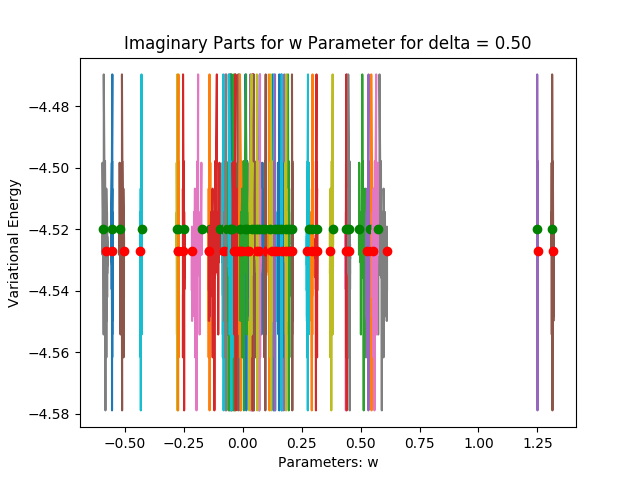 Imaginary Parts for w Parameter for delta = 0.50
Variational Energy
−4.48
−4.50
−4.52
−4.54
−4.56
−4.58
−0.50 −0.25 0.00 0.25 0.50 0.75 1.00 1.25
Parameters: w